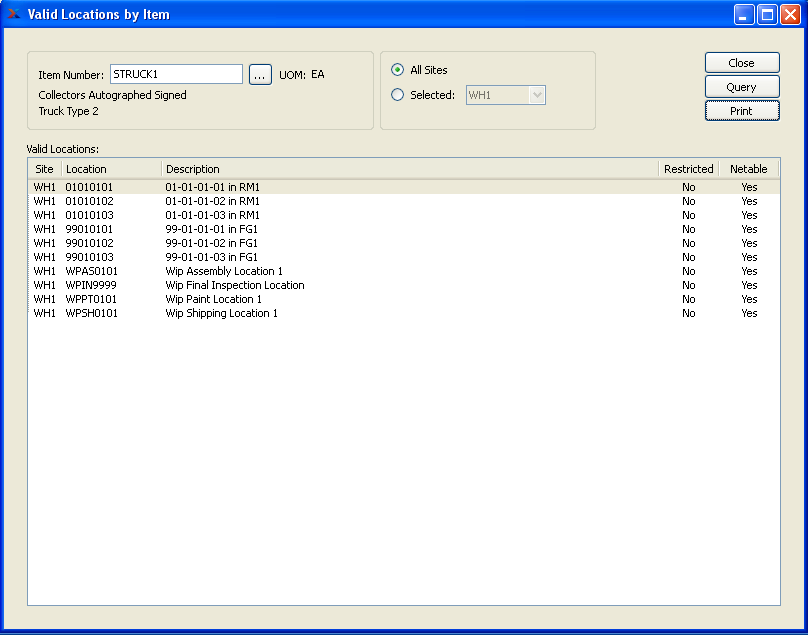 Valid Locations by Item
Item Number: STRUCK1 ... UOM: EA
Collectors Autographed Signed
Truck Type 2
All Sites
Selected: WH1
Close
Query
Print
Valid Locations:
Site Location Description Restricted Netable
WH1 01010101 01-01-01-01 in RM1 No Yes
WH1 01010102 01-01-01-02 in RM1 No Yes
WH1 01010103 01-01-01-03 in RM1 No Yes
WH1 99010101 99-01-01-01 in FG1 No Yes
WH1 99010102 99-01-01-02 in FG1 No Yes
WH1 99010103 99-01-01-03 in FG1 No Yes
WH1 WPAS0101 Wip Assembly Location 1 No Yes
WH1 WPIN9999 Wip Final Inspection Location No Yes
WH1 WPPT0101 Wip Paint Location 1 No Yes
WH1 WPSH0101 Wip Shipping Location 1 No Yes